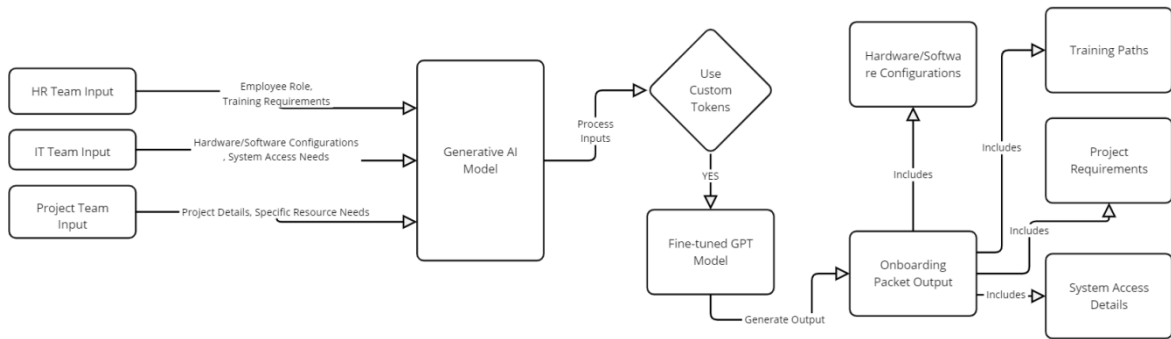 HR Team Input
Employee Role,
Training Requirements
IT Team Input
Hardware/Software Configurations
, System Access Needs
Project Team
Input
Project Details, Specific Resource Needs
Generative AI
Model
Process
Inputs
Use
Custom
Tokens
YES
Fine-tuned GPT
Model
Generate Output
Onboarding
Packet Output
Includes
Hardware/Softwa
re Configurations
Includes
Training Paths
Includes
Project
Requirements
Includes
System Access
Details